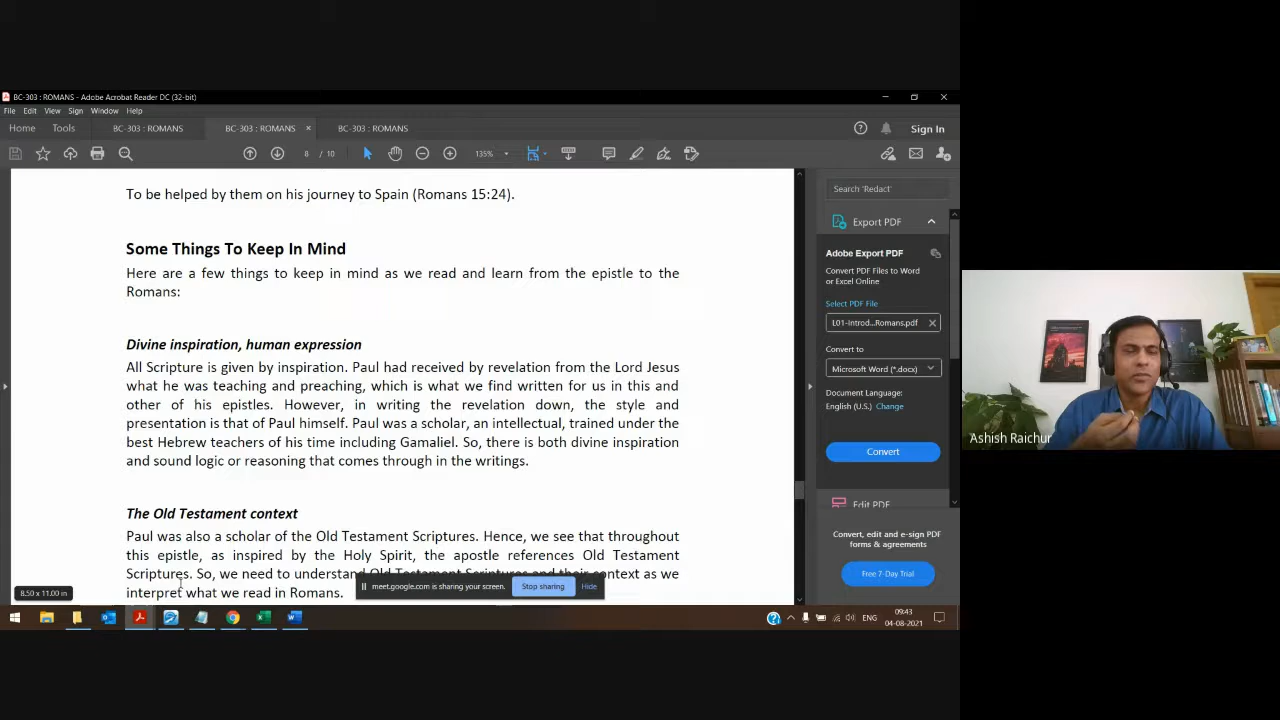 BC-303 : ROMANS - Adobe Acrobat Reader DC (32-bit)
File Edit View Sign Window Help
Home Tools BC-303 : ROMANS BC-303 : ROMANS × BC-303 : ROMANS Sign In
8 / 10 135%
To be helped by them on his journey to Spain (Romans 15:24).
Some Things To Keep In Mind
Here are a few things to keep in mind as we read and learn from the epistle to the
Romans:
Divine inspiration, human expression
All Scripture is given by inspiration. Paul had received by revelation from the Lord Jesus
what he was teaching and preaching, which is what we find written for us in this and
other of his epistles. However, in writing the revelation down, the style and
presentation is that of Paul himself. Paul was a scholar, an intellectual, trained under the
best Hebrew teachers of his time including Gamaliel. So, there is both divine inspiration
and sound logic or reasoning that comes through in the writings.
The Old Testament context
Paul was also a scholar of the Old Testament Scriptures. Hence, we see that throughout
this epistle, as inspired by the Holy Spirit, the apostle references Old Testament
Scriptures. So, we need to understand Old Testament Scriptures and their context as we
interpret what we read in Romans.
meet.google.com is sharing your screen. Stop sharing Hide
8.50 x 11.00 in
Search 'Redact'
Export PDF
Adobe Export PDF
Convert PDF Files to Word
or Excel Online
Select PDF File
L01-Introd...Romans.pdf
Convert to
Microsoft Word (*.docx)
Document Language:
English (U.S.) Change
Convert
Edit PDF
Convert, edit and e-sign PDF
forms & agreements
Free 7-Day Trial
ENG
09:43
04-08-2021
Ashish Raichur